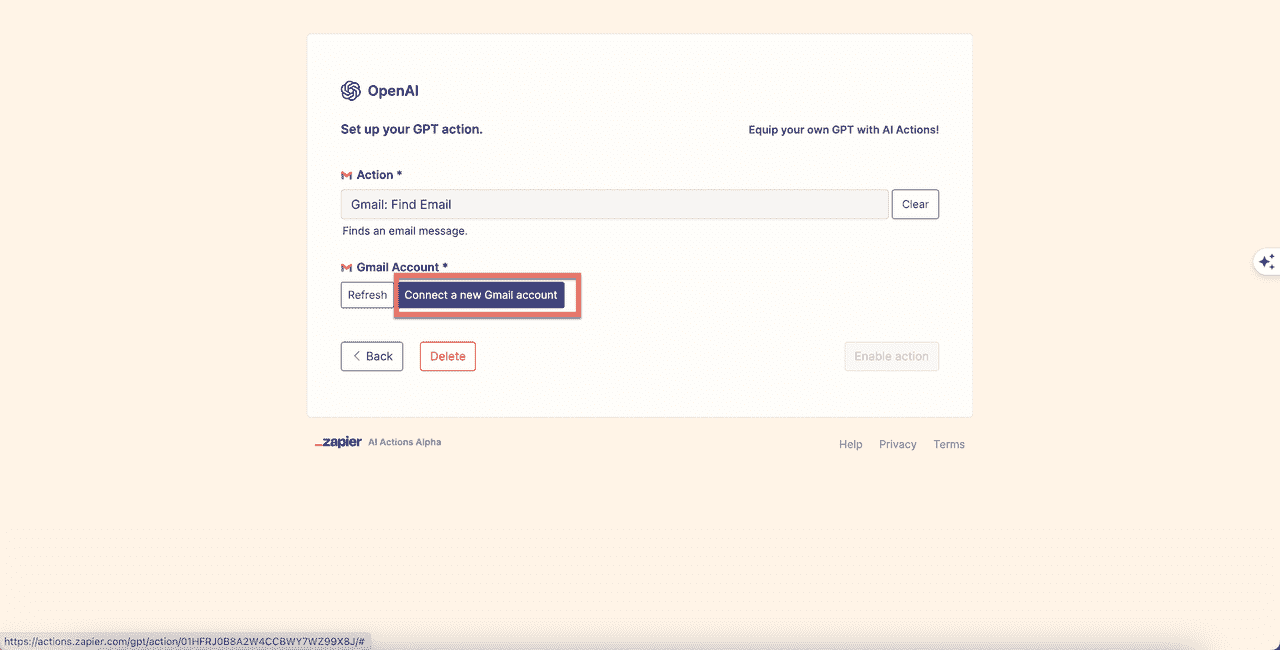 OpenAI
Set up your GPT action.
Equip your own GPT with AI Actions!
Action *
Gmail: Find Email
Clear
Finds an email message.
Gmail Account *
Refresh
Connect a new Gmail account
Back
Delete
Enable action
zapier AI Actions Alpha
Help Privacy Terms
https://actions.zapier.com/gpt/action/01HFRJ0B8A2W4CCBWY7WZ99X8J/#